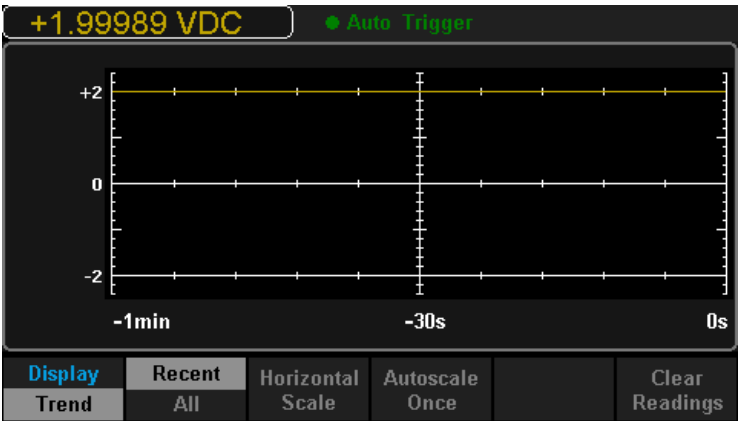 +1.99989 VDC
Auto Trigger
+2
0
-2
-1min
-30s
0s
Display
Trend
Recent
All
Horizontal
Scale
Autoscale
Once
Clear
Readings